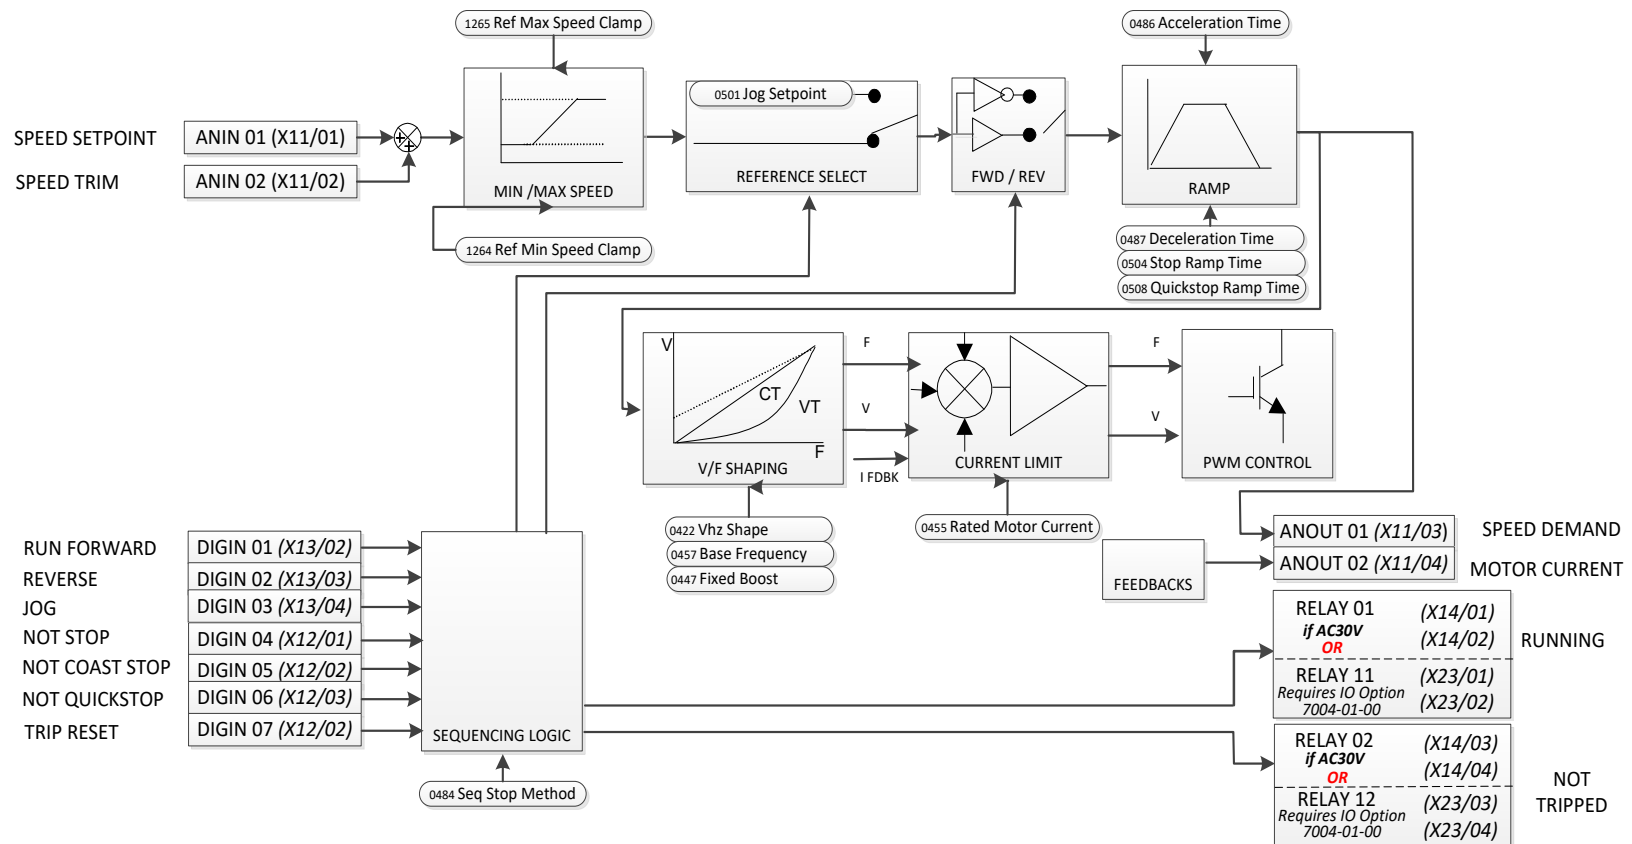 1265 Ref Max Speed Clamp
0486 Acceleration Time
0501 Jog Setpoint
SPEED SETPOINT
ANIN 01 (X11/01)
+
+
SPEED TRIM
ANIN 02 (X11/02)
MIN /MAX SPEED
REFERENCE SELECT
FWD / REV
RAMP
1264 Ref Min Speed Clamp
0487 Deceleration Time
0504 Stop Ramp Time
0508 Quickstop Ramp Time
V
CT
VT
F
V/F SHAPING
F
V
I FDBK
CURRENT LIMIT
F
V
PWM CONTROL
0422 Vhz Shape
0457 Base Frequency
0447 Fixed Boost
0455 Rated Motor Current
RUN FORWARD
DIGIN 01 (X13/02)
REVERSE
DIGIN 02 (X13/03)
JOG
DIGIN 03 (X13/04)
NOT STOP
DIGIN 04 (X12/01)
NOT COAST STOP
DIGIN 05 (X12/02)
NOT QUICKSTOP
DIGIN 06 (X12/03)
TRIP RESET
DIGIN 07 (X12/02)
SEQUENCING LOGIC
0484 Seq Stop Method
FEEDBACKS
ANOUT 01 (X11/03)
SPEED DEMAND
ANOUT 02 (X11/04)
MOTOR CURRENT
RELAY 01 (X14/01)
if AC30V (X14/02)
OR
RUNNING
RELAY 11 (X23/01)
Requires IO Option
7004-01-00 (X23/02)
RELAY 02 (X14/03)
if AC30V
OR (X14/04)
NOT
TRIPPED
RELAY 12 (X23/03)
Requires IO Option
7004-01-00 (X23/04)